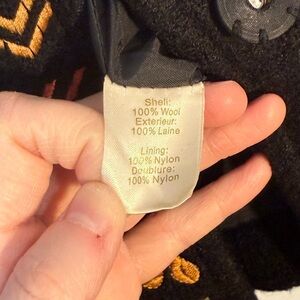 Shell:
100% Wool
Exterieur:
100% Laine
Lining:
100% Nylon
Doublure:
100% Nylon